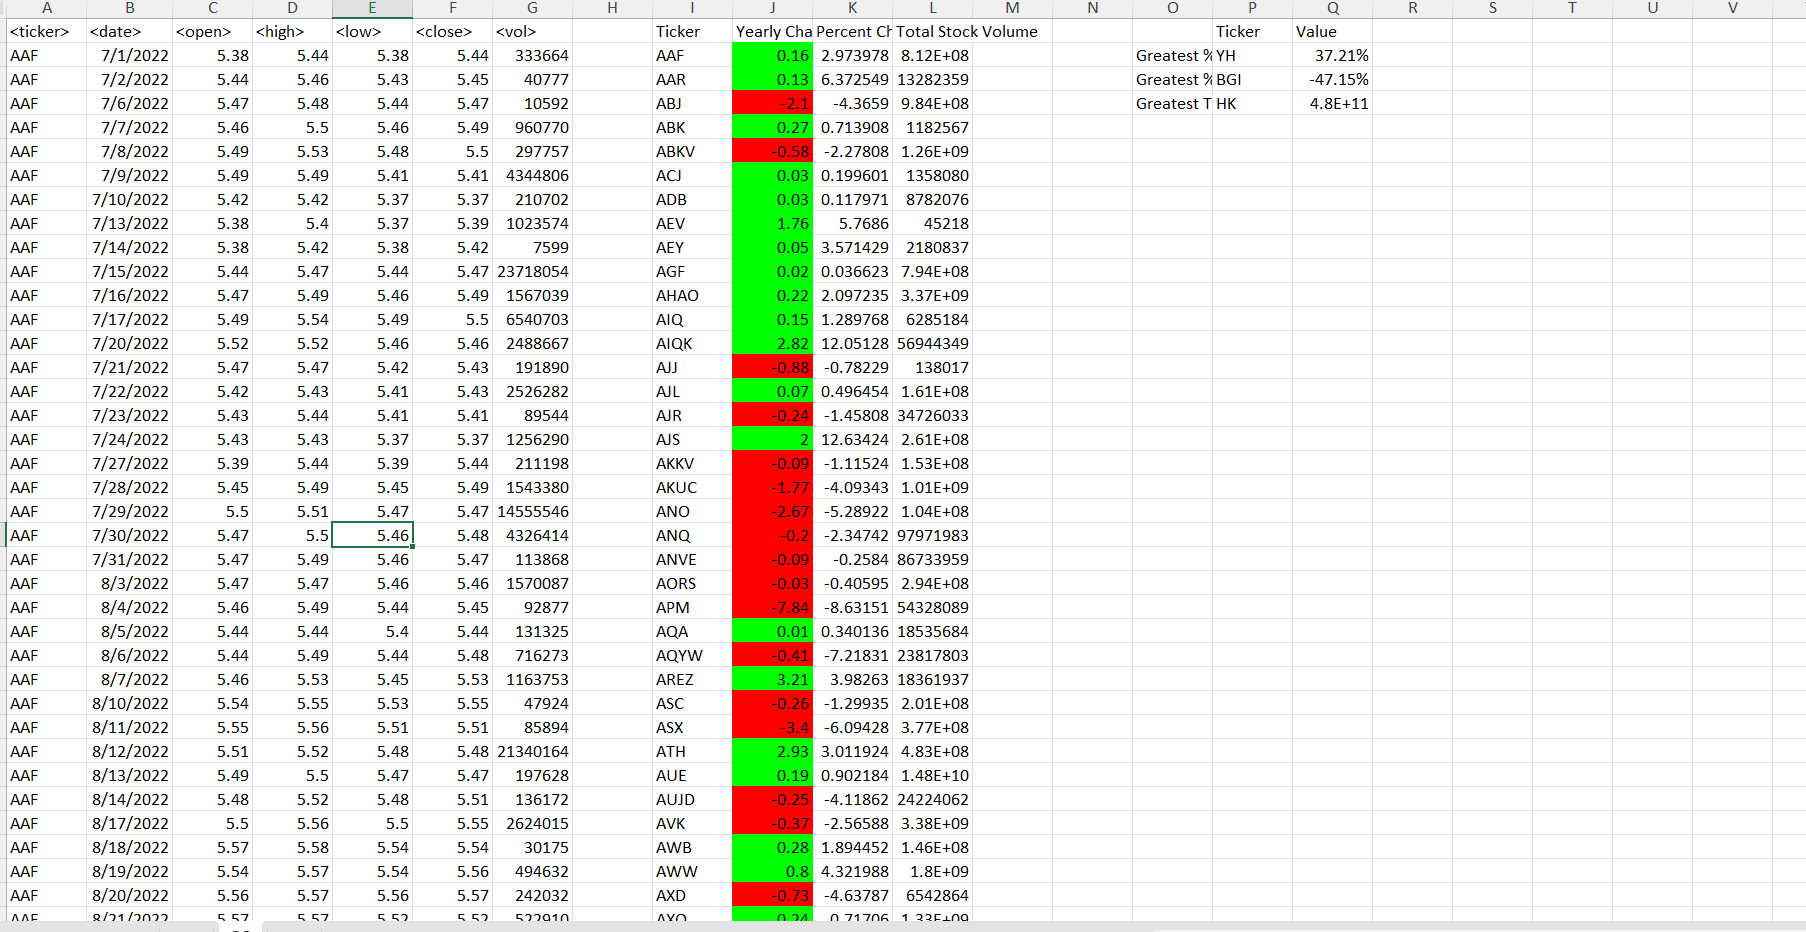 A B C D E F G H I J K L M N O P Q R S T U V
<ticker> <date> <open> <high> <low> <close> <vol> Ticker Yearly Cha Percent Ch Total Stock Volume Ticker Value
AAF 7/1/2022 5.38 5.44 5.38 5.44 333664 AAF 0.16 2.973978 8.12E+08 Greatest % YH 37.21%
AAF 7/2/2022 5.44 5.46 5.43 5.45 40777 AAR 0.13 6.372549 13282359 Greatest % BGI -47.15%
AAF 7/6/2022 5.47 5.48 5.44 5.47 10592 ABJ -2.1 -4.3659 9.84E+08 Greatest T HK 4.8E+11
AAF 7/7/2022 5.46 5.5 5.46 5.49 960770 ABK 0.27 0.713908 1182567
AAF 7/8/2022 5.49 5.53 5.48 5.5 297757 ABKV -0.58 -2.27808 1.26E+09
AAF 7/9/2022 5.49 5.49 5.41 5.41 4344806 ACJ 0.03 0.199601 1358080
AAF 7/10/2022 5.42 5.42 5.37 5.37 210702 ADB 0.03 0.117971 8782076
AAF 7/13/2022 5.38 5.4 5.37 5.39 1023574 AEV 1.76 5.7686 45218
AAF 7/14/2022 5.38 5.42 5.38 5.42 7599 AEY 0.05 3.571429 2180837
AAF 7/15/2022 5.44 5.47 5.44 5.47 23718054 AGF 0.02 0.036623 7.94E+08
AAF 7/16/2022 5.47 5.49 5.46 5.49 1567039 AHAO 0.22 2.097235 3.37E+09
AAF 7/17/2022 5.49 5.54 5.49 5.5 6540703 AIQ 0.15 1.289768 6285184
AAF 7/20/2022 5.52 5.52 5.46 5.46 2488667 AIQK 2.82 12.05128 56944349
AAF 7/21/2022 5.47 5.47 5.42 5.43 191890 AJJ -0.88 -0.78229 138017
AAF 7/22/2022 5.42 5.43 5.41 5.43 2526282 AJL 0.07 0.496454 1.61E+08
AAF 7/23/2022 5.43 5.44 5.41 5.41 89544 AJR -0.24 -1.45808 34726033
AAF 7/24/2022 5.43 5.43 5.37 5.37 1256290 AJS 2 12.63424 2.61E+08
AAF 7/27/2022 5.39 5.44 5.39 5.44 211198 AKKV -0.09 -1.11524 1.53E+08
AAF 7/28/2022 5.45 5.49 5.45 5.49 1543380 AKUC -1.77 -4.09343 1.01E+09
AAF 7/29/2022 5.5 5.51 5.47 5.47 14555546 ANO -2.67 -5.28922 1.04E+08
AAF 7/30/2022 5.47 5.5 5.46 5.48 4326414 ANQ -0.2 -2.34742 97971983
AAF 7/31/2022 5.47 5.49 5.46 5.47 113868 ANVE -0.09 -0.2584 86733959
AAF 8/3/2022 5.47 5.47 5.46 5.46 1570087 AORS -0.03 -0.40595 2.94E+08
AAF 8/4/2022 5.46 5.49 5.44 5.45 92877 APM -7.84 -8.63151 54328089
AAF 8/5/2022 5.44 5.44 5.4 5.44 131325 AQA 0.01 0.340136 18535684
AAF 8/6/2022 5.44 5.49 5.44 5.48 716273 AQYW -0.41 -7.21831 23817803
AAF 8/7/2022 5.46 5.53 5.45 5.53 1163753 AREZ 3.21 3.98263 18361937
AAF 8/10/2022 5.54 5.55 5.53 5.55 47924 ASC -0.26 -1.29935 2.01E+08
AAF 8/11/2022 5.55 5.56 5.51 5.51 85894 ASX -3.4 -6.09428 3.77E+08
AAF 8/12/2022 5.51 5.52 5.48 5.48 21340164 ATH 2.93 3.011924 4.83E+08
AAF 8/13/2022 5.49 5.5 5.47 5.47 197628 AUE 0.19 0.902184 1.48E+10
AAF 8/14/2022 5.48 5.52 5.48 5.51 136172 AUJD -0.25 -4.11862 24224062
AAF 8/17/2022 5.5 5.56 5.5 5.55 2624015 AVK -0.37 -2.56588 3.38E+09
AAF 8/18/2022 5.57 5.58 5.54 5.54 30175 AWB 0.28 1.894452 1.46E+08
AAF 8/19/2022 5.54 5.57 5.54 5.56 494632 AWW 0.8 4.321988 1.8E+09
AAF 8/20/2022 5.56 5.57 5.56 5.57 242032 AXD -0.73 -4.63787 6542864
AAF 8/21/2022 5.57 5.57 5.52 5.52 522910 0.24 0.71706 1.33E+09